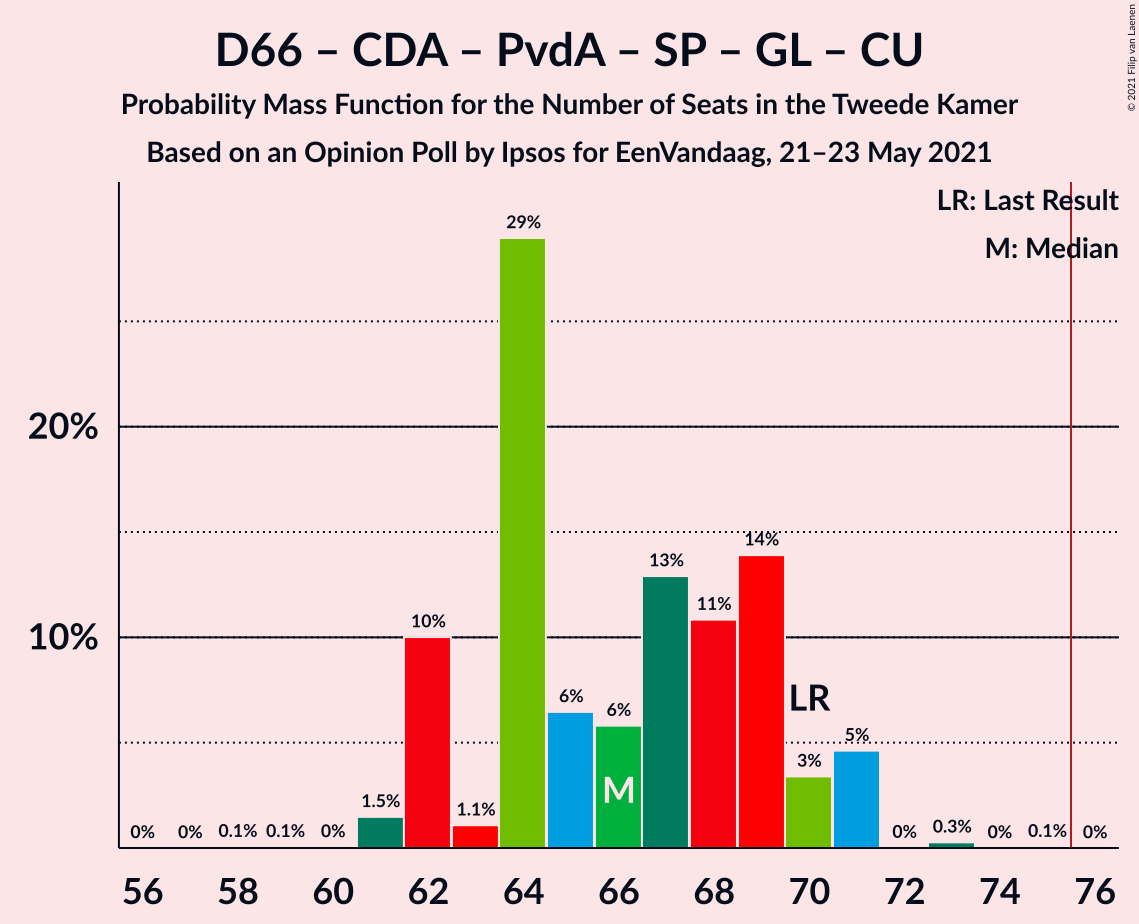 D66 – CDA – PvdA – SP – GL – CU
Probability Mass Function for the Number of Seats in the Tweede Kamer
Based on an Opinion Poll by Ipsos for EenVandaag, 21–23 May 2021
© 2021 Filip van Laenen
LR: Last Result
M: Median
20%
10%
0% 0% 0.1% 0.1% 0% 1.5% 10% 1.1% 29% 6% 6% 13% 11% 14% 3% 5% 0% 0.3% 0% 0.1% 0%
LR
M
56 58 60 62 64 66 68 70 72 74 76